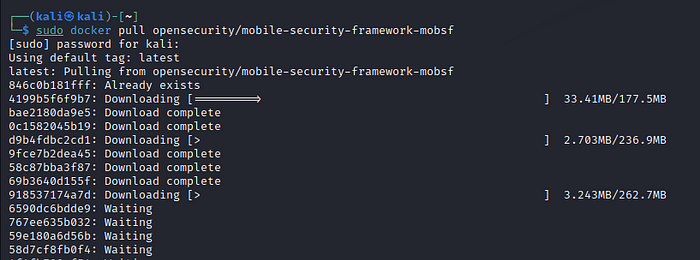 ┌──(kali㉿kali)-[~]
└─$ sudo docker pull opensecurity/mobile-security-framework-mobsf
[sudo] password for kali:
Using default tag: latest
latest: Pulling from opensecurity/mobile-security-framework-mobsf
846c0b181fff: Already exists
4199b5f6f9b7: Downloading [=========>                                         ]  33.41MB/177.5MB
bae2180da9e5: Download complete
0c1582045b19: Download complete
d9b4fdbc2cd1: Downloading [>                                                  ]  2.703MB/236.9MB
9fce7b2dea45: Download complete
58c87bba3f87: Download complete
69b3640d155f: Download complete
918537174a7d: Downloading [>                                                  ]  3.243MB/262.7MB
6590dc6bdde9: Waiting
767ee635b032: Waiting
59e180a6d56b: Waiting
58d7cf8fb0f4: Waiting